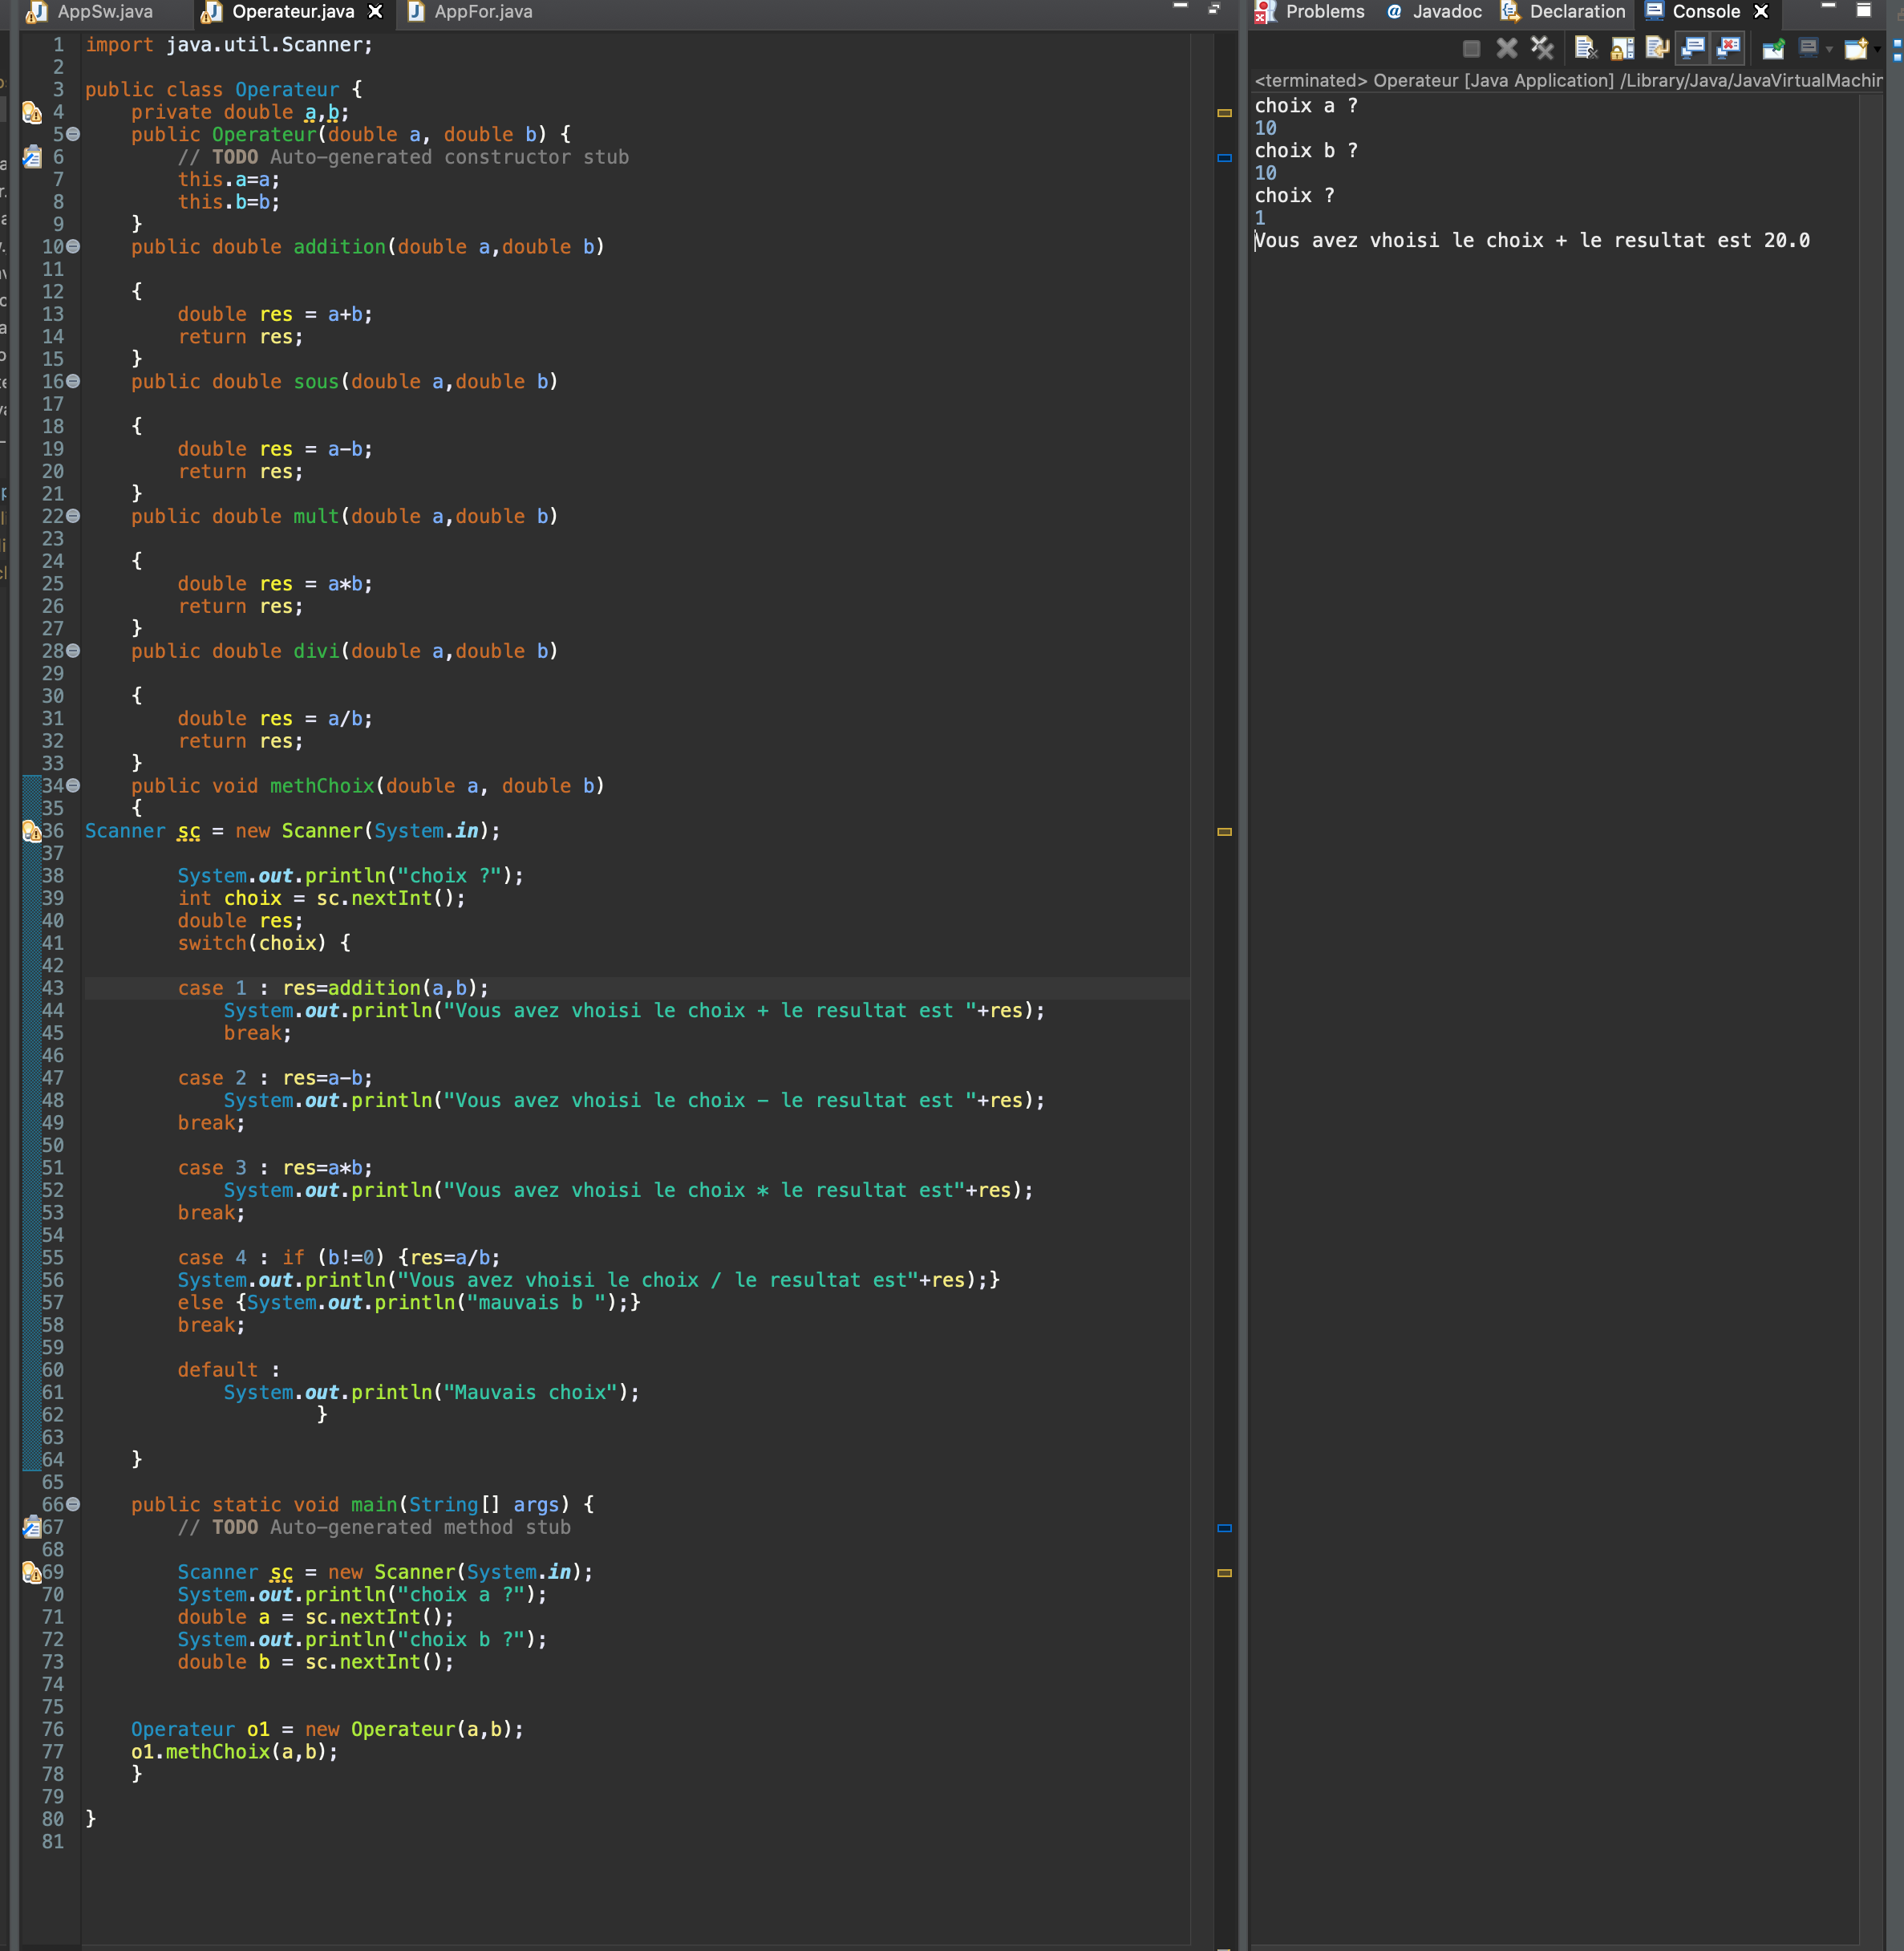 AppSw.java Operateur.java AppFor.java
1 import java.util.Scanner;
2
3 public class Operateur {
4 private double a,b;
5 public Operateur(double a, double b) {
6 // TODO Auto-generated constructor stub
7 this.a=a;
8 this.b=b;
9 }
10 public double addition(double a,double b)
11
12 {
13 double res = a+b;
14 return res;
15 }
16 public double sous(double a,double b)
17
18 {
19 double res = a-b;
20 return res;
21 }
22 public double mult(double a,double b)
23
24 {
25 double res = a*b;
26 return res;
27 }
28 public double divi(double a,double b)
29
30 {
31 double res = a/b;
32 return res;
33 }
34 public void methChoix(double a, double b)
35 {
36 Scanner sc = new Scanner(System.in);
37
38 System.out.println("choix ?");
39 int choix = sc.nextInt();
40 double res;
41 switch(choix) {
42
43 case 1 : res=addition(a,b);
44 System.out.println("Vous avez vhoisi le choix + le resultat est "+res);
45 break;
46
47 case 2 : res=a-b;
48 System.out.println("Vous avez vhoisi le choix - le resultat est "+res);
49 break;
50
51 case 3 : res=a*b;
52 System.out.println("Vous avez vhoisi le choix * le resultat est"+res);
53 break;
54
55 case 4 : if (b!=0) {res=a/b;
56 System.out.println("Vous avez vhoisi le choix / le resultat est"+res);}
57 else {System.out.println("mauvais b ");}
58 break;
59
60 default :
61 System.out.println("Mauvais choix");
62 }
63
64 }
65
66 public static void main(String[] args) {
67 // TODO Auto-generated method stub
68
69 Scanner sc = new Scanner(System.in);
70 System.out.println("choix a ?");
71 double a = sc.nextInt();
72 System.out.println("choix b ?");
73 double b = sc.nextInt();
74
75
76 Operateur o1 = new Operateur(a,b);
77 o1.methChoix(a,b);
78 }
79
80 }
81
Problems @ Javadoc Declaration Console
<terminated> Operateur [Java Application] /Library/Java/JavaVirtualMachin
choix a ?
10
choix b ?
10
choix ?
1
Vous avez vhoisi le choix + le resultat est 20.0